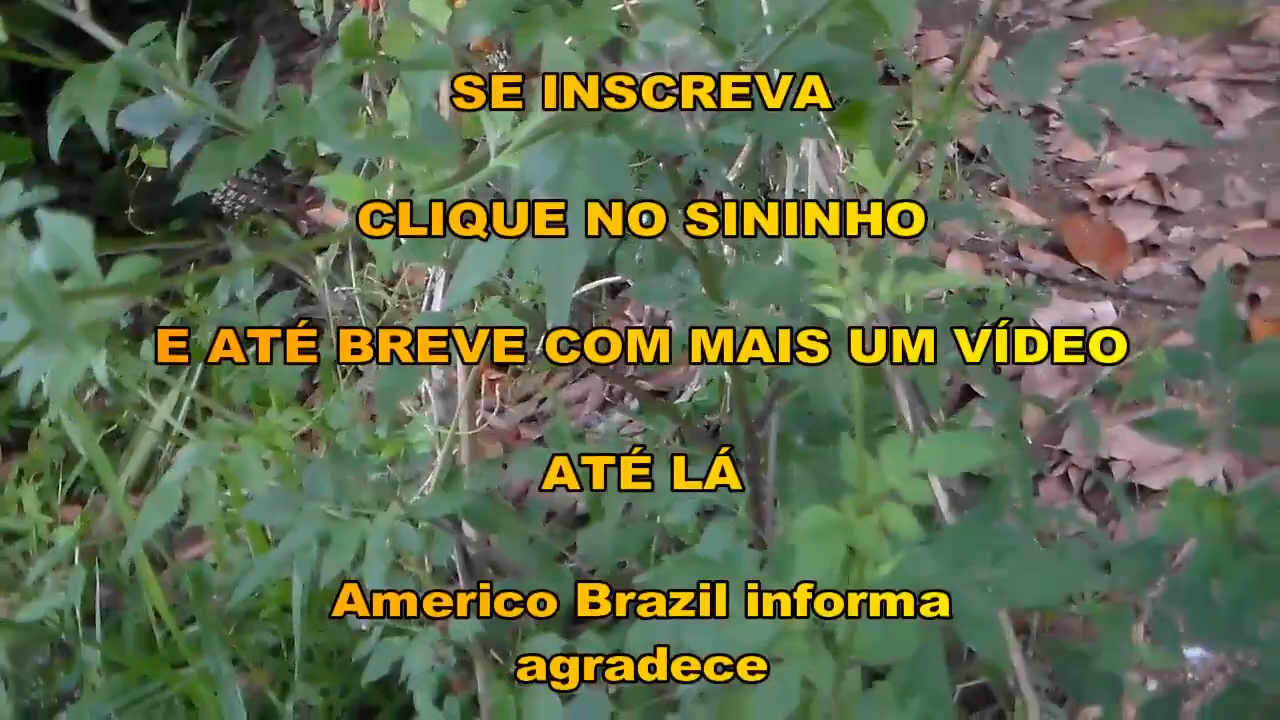 SE INSCREVA
CLIQUE NO SININHO
E ATÉ BREVE COM MAIS UM VÍDEO
ATÉ LÁ
Americo Brazil informa
agradece